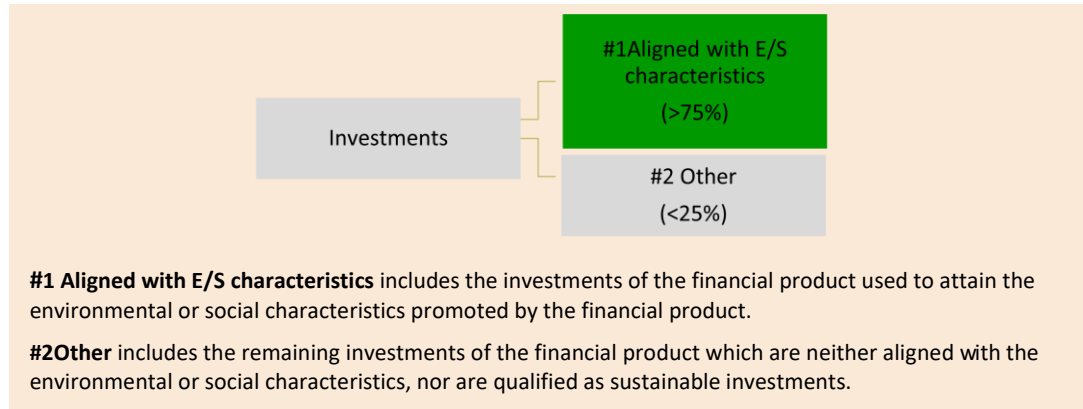 #1Aligned with E/S
characteristics
(>75%)
Investments
#2 Other
(<25%)
#1 Aligned with E/S characteristics includes the investments of the financial product used to attain the
environmental or social characteristics promoted by the financial product.
#2Other includes the remaining investments of the financial product which are neither aligned with the
environmental or social characteristics, nor are qualified as sustainable investments.